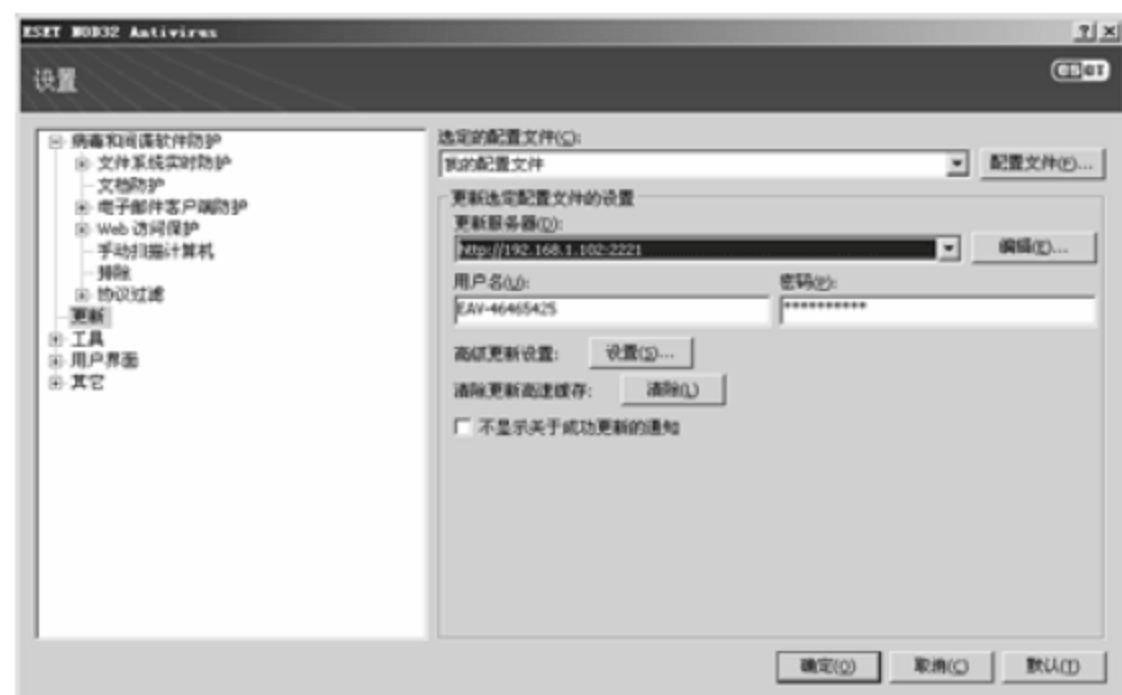 ESET NOD32 Antivirus
设置
eset
病毒和间谍软件防护
文件系统实时防护
文档防护
电子邮件客户端防护
Web 访问保护
手动扫描计算机
排除
协议过滤
更新
工具
用户界面
其它
选定的配置文件(C):
我的配置文件
配置文件(F)...
更新选定配置文件的设置
更新服务器(D):
http://192.168.1.102:2221
编辑(E)...
用户名(U):
密码(P):
EAV-46465425
**********
高级更新设置:
设置(S)...
清除更新高速缓存:
清除(L)
不显示关于成功更新的通知
确定(O)
取消(C)
默认(T)